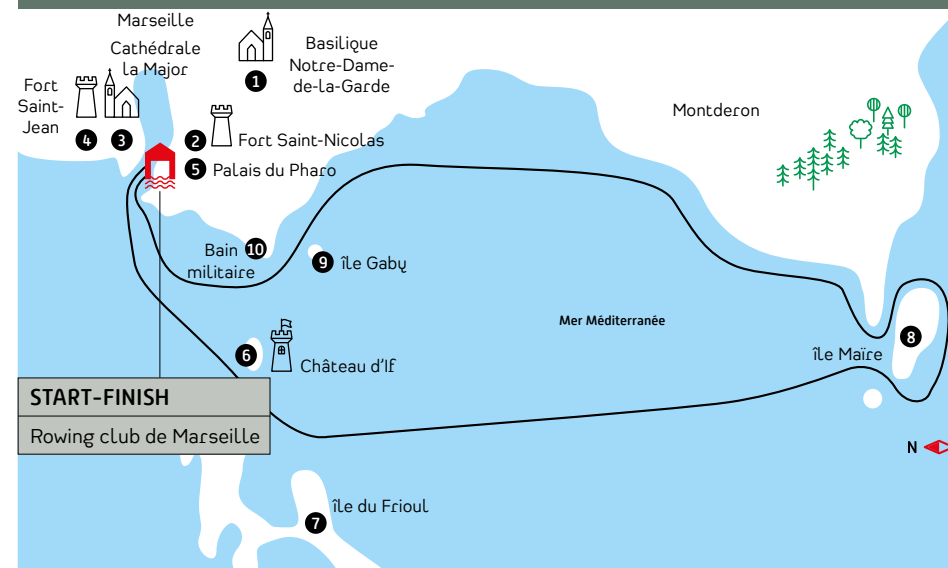 Marseille
Cathédrale
la Major
Fort
Saint-
Jean
4
3
1
Basilique
Notre-Dame-
de-la-Garde
2
Fort Saint-Nicolas
5
Palais du Pharo
Montderon
Bain
militaire
10
9
île Gaby
Mer Méditerranée
6
Château d'If
île Maïre
8
START-FINISH
Rowing club de Marseille
N
7
île du Frioul